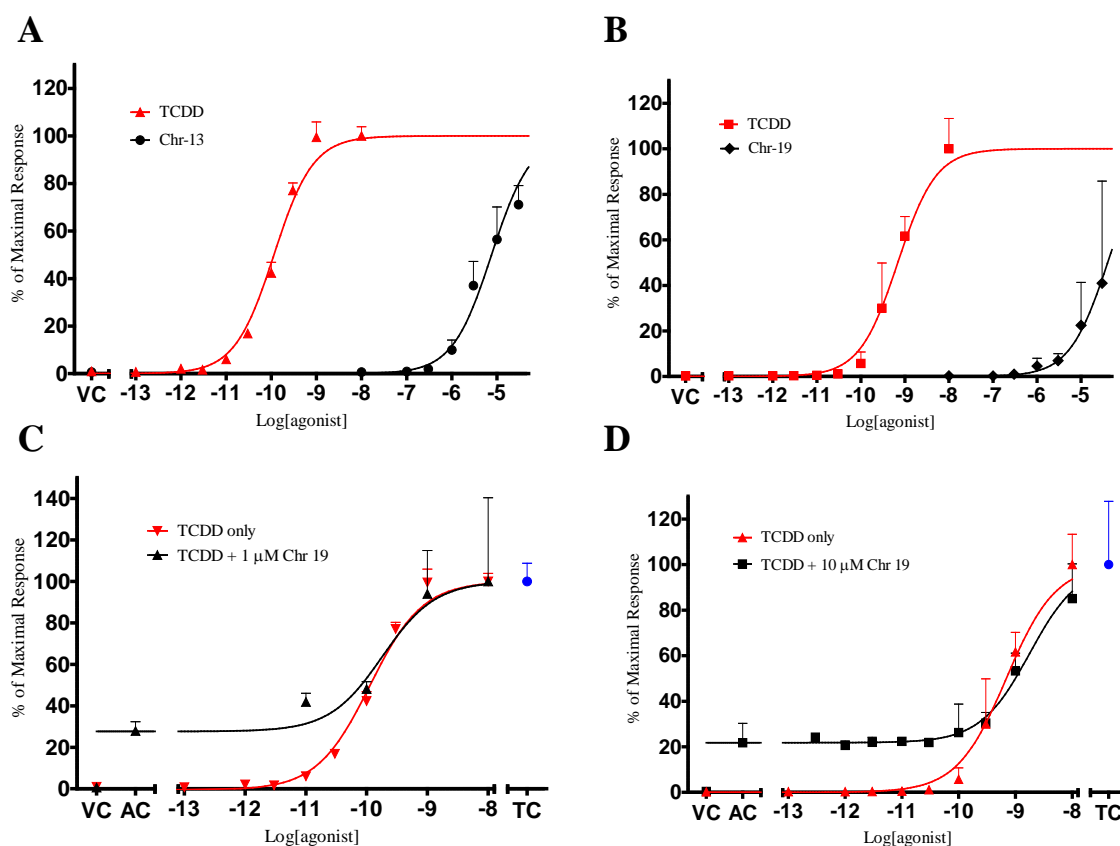 A
B
% of Maximal Response
120
100
80
60
40
20
0
TCDD
Chr-13
VC -13 -12 -11 -10 -9 -8 -7 -6 -5
Log[agonist]
% of Maximal Response
120
100
80
60
40
20
0
TCDD
Chr-19
VC -13 -12 -11 -10 -9 -8 -7 -6 -5
Log[agonist]
C
D
% of Maximal Response
140
120
100
80
60
40
20
0
TCDD only
TCDD + 1 μM Chr 19
VC AC -13 -12 -11 -10 -9 -8 TC
Log[agonist]
% of Maximal Response
120
100
80
60
40
20
0
TCDD only
TCDD + 10 μM Chr 19
VC AC -13 -12 -11 -10 -9 -8 TC
Log[agonist]